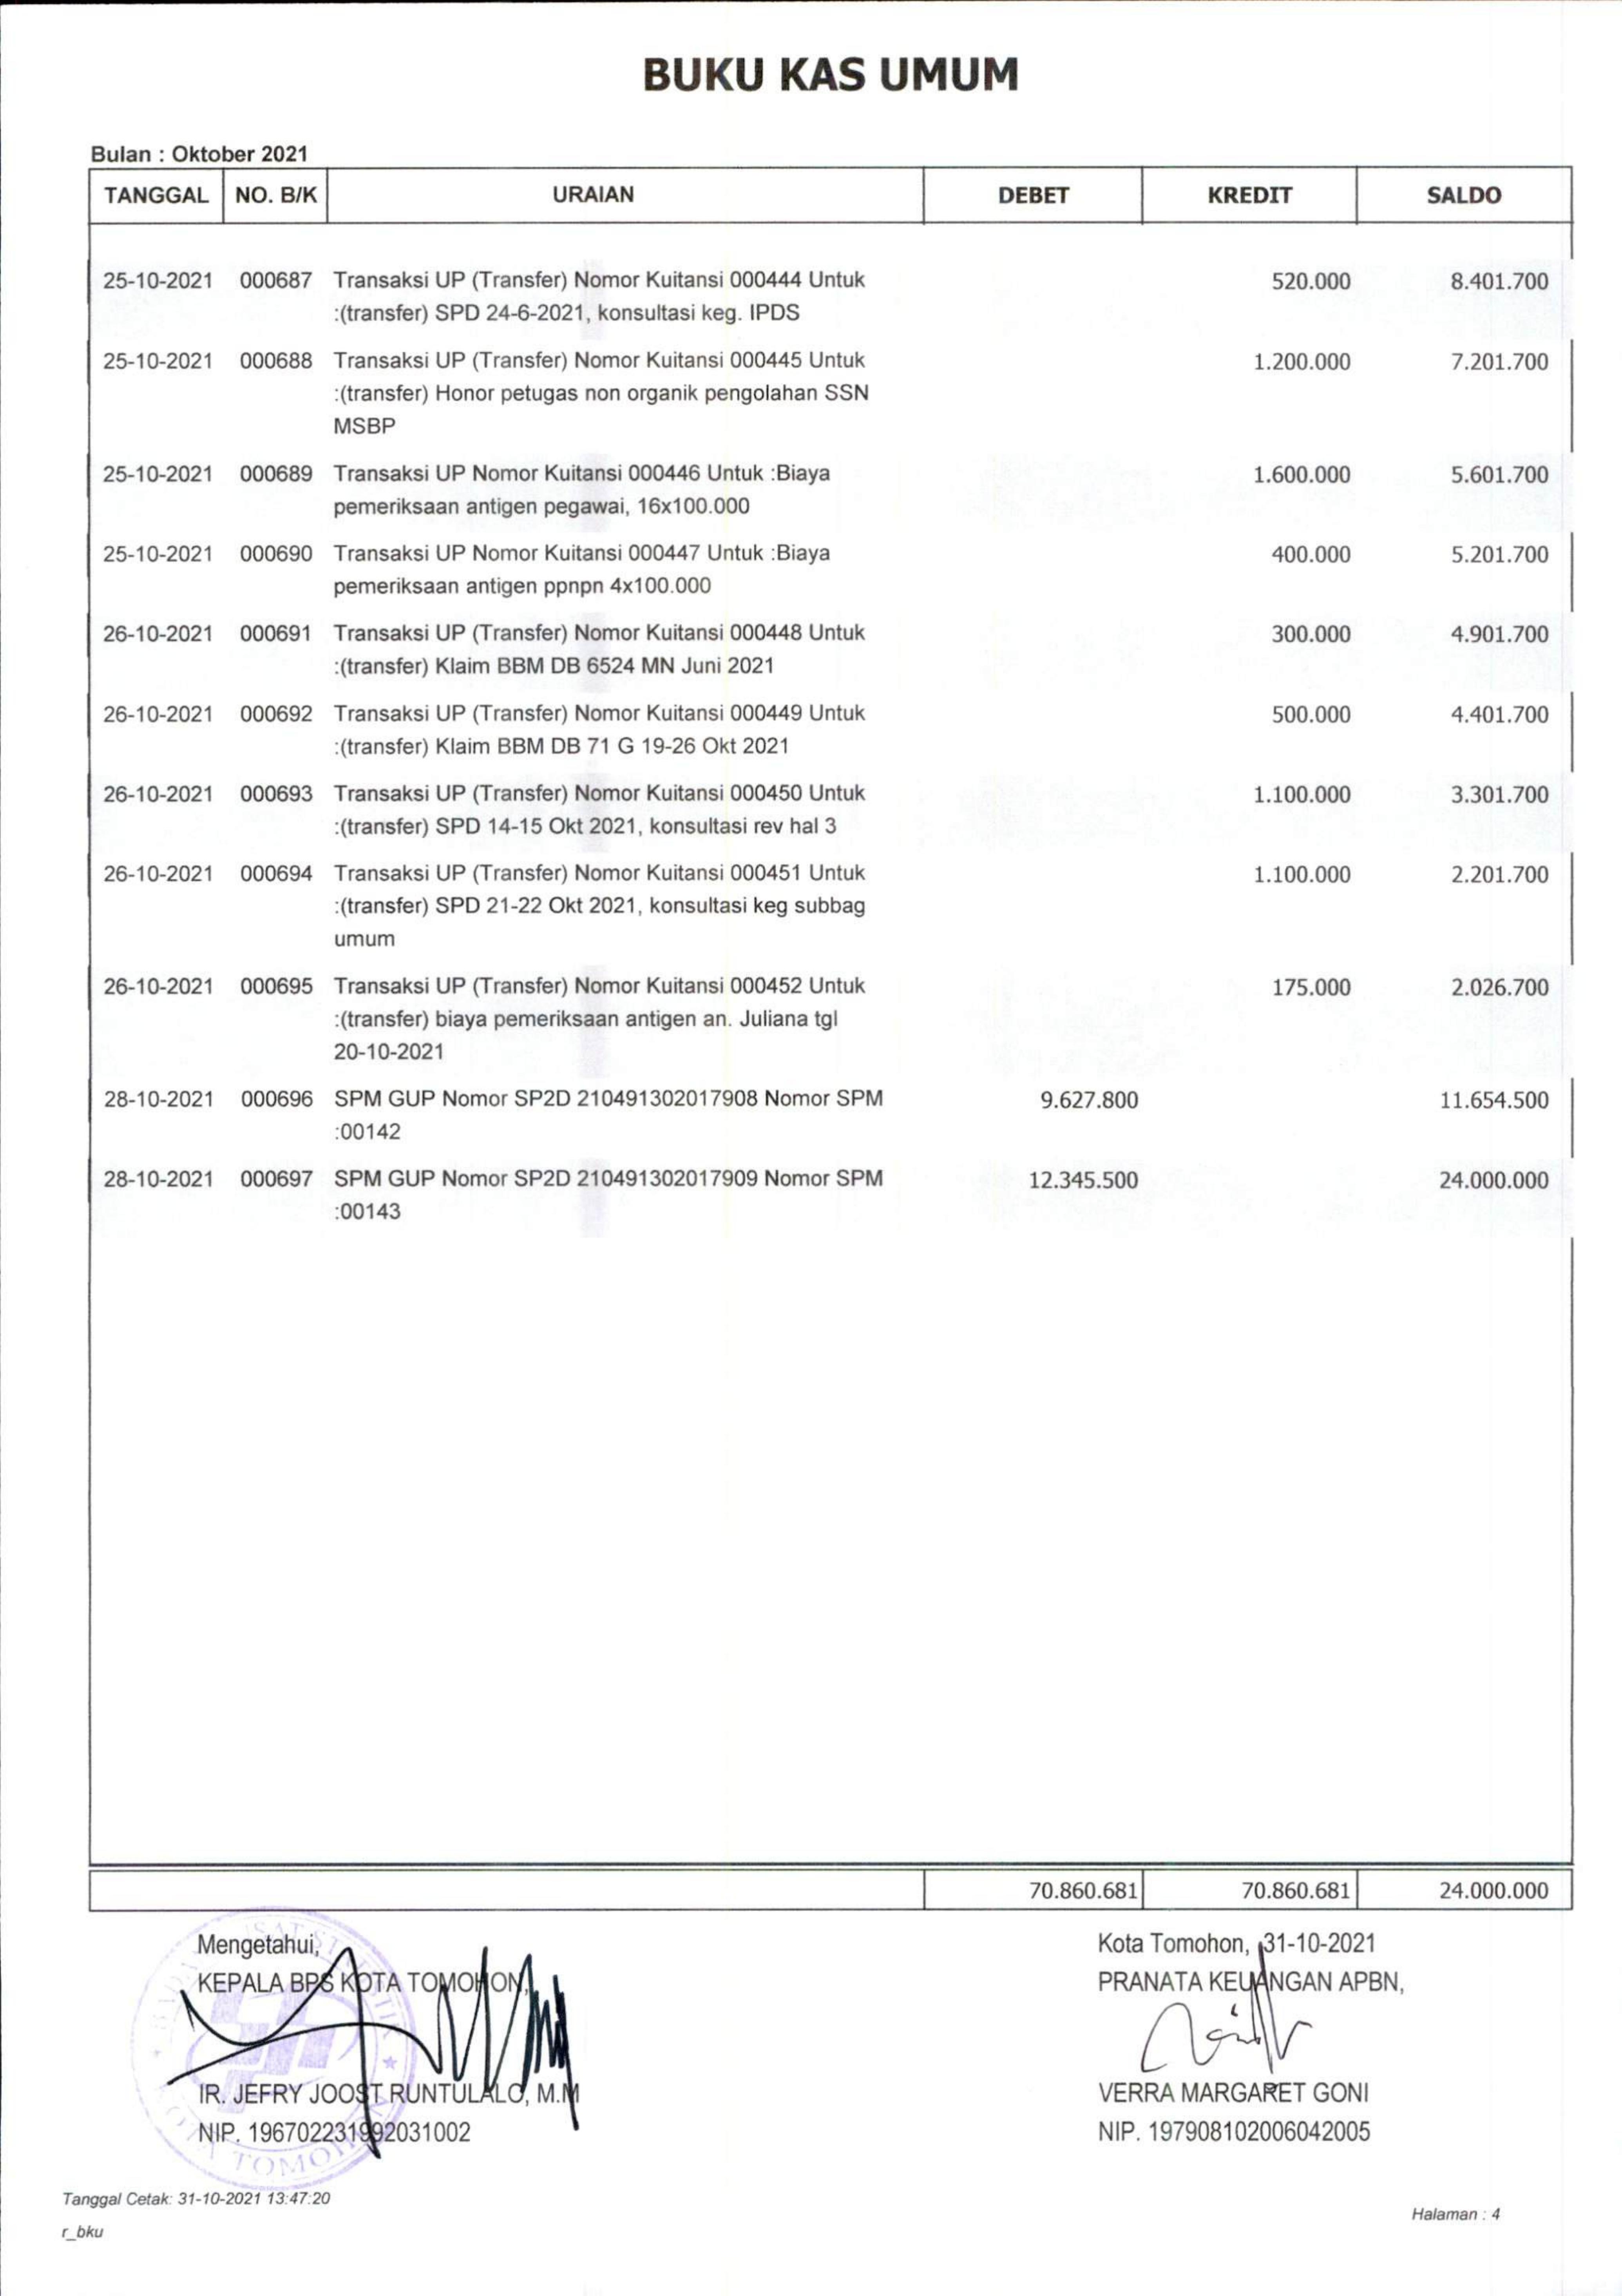 BUKU KAS UMUM
Bulan : Oktober 2021
TANGGAL NO. B/K URAIAN DEBET KREDIT SALDO
25-10-2021 000687 Transaksi UP (Transfer) Nomor Kuitansi 000444 Untuk 520.000 8.401.700
:(transfer) SPD 24-6-2021, konsultasi keg. IPDS
25-10-2021 000688 Transaksi UP (Transfer) Nomor Kuitansi 000445 Untuk 1.200.000 7.201.700
:(transfer) Honor petugas non organik pengolahan SSN
MSBP
25-10-2021 000689 Transaksi UP Nomor Kuitansi 000446 Untuk :Biaya 1.600.000 5.601.700
pemeriksaan antigen pegawai, 16x100.000
25-10-2021 000690 Transaksi UP Nomor Kuitansi 000447 Untuk :Biaya 400.000 5.201.700
pemeriksaan antigen ppnpn 4x100.000
26-10-2021 000691 Transaksi UP (Transfer) Nomor Kuitansi 000448 Untuk 300.000 4.901.700
:(transfer) Klaim BBM DB 6524 MN Juni 2021
26-10-2021 000692 Transaksi UP (Transfer) Nomor Kuitansi 000449 Untuk 500.000 4.401.700
:(transfer) Klaim BBM DB 71 G 19-26 Okt 2021
26-10-2021 000693 Transaksi UP (Transfer) Nomor Kuitansi 000450 Untuk 1.100.000 3.301.700
:(transfer) SPD 14-15 Okt 2021, konsultasi rev hal 3
26-10-2021 000694 Transaksi UP (Transfer) Nomor Kuitansi 000451 Untuk 1.100.000 2.201.700
:(transfer) SPD 21-22 Okt 2021, konsultasi keg subbag
umum
26-10-2021 000695 Transaksi UP (Transfer) Nomor Kuitansi 000452 Untuk 175.000 2.026.700
:(transfer) biaya pemeriksaan antigen an. Juliana tgl
20-10-2021
28-10-2021 000696 SPM GUP Nomor SP2D 210491302017908 Nomor SPM 9.627.800 11.654.500
:00142
28-10-2021 000697 SPM GUP Nomor SP2D 210491302017909 Nomor SPM 12.345.500 24.000.000
:00143
70.860.681 70.860.681 24.000.000
Mengetahui, Kota Tomohon, 31-10-2021
KEPALA BPS KOTA TOMOHON, PRANATA KEUANGAN APBN,
IR. JEFRY JOOST RUNTULALO, M.M VERRA MARGARET GONI
NIP. 196702231992031002 NIP. 197908102006042005
KOTA TOMOHON
Tanggal Cetak: 31-10-2021 13:47:20
Halaman : 4
r_bku